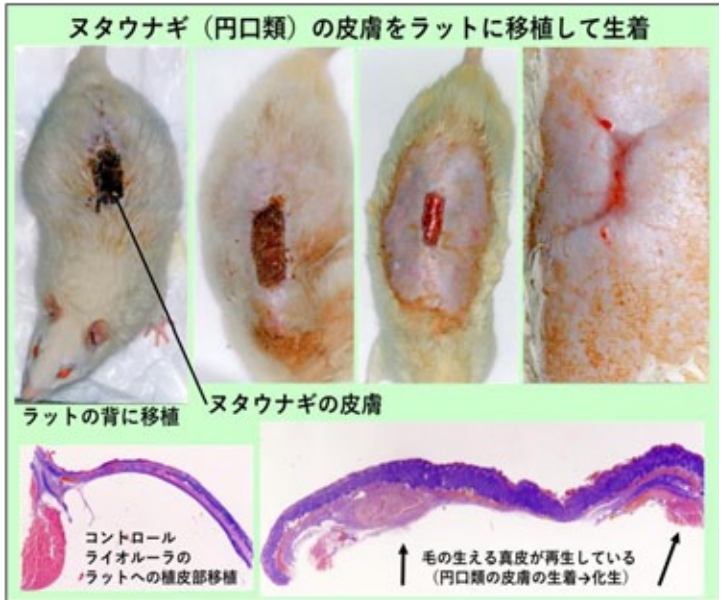 ヌタウナギ（円口類）の皮膚をラットに移植して生着
ラットの背に移植
ヌタウナギの皮膚
コントロール
ライオルーラの
ラットへの植皮部移植
毛の生える真皮が再生している
（円口類の皮膚の生着→化生）